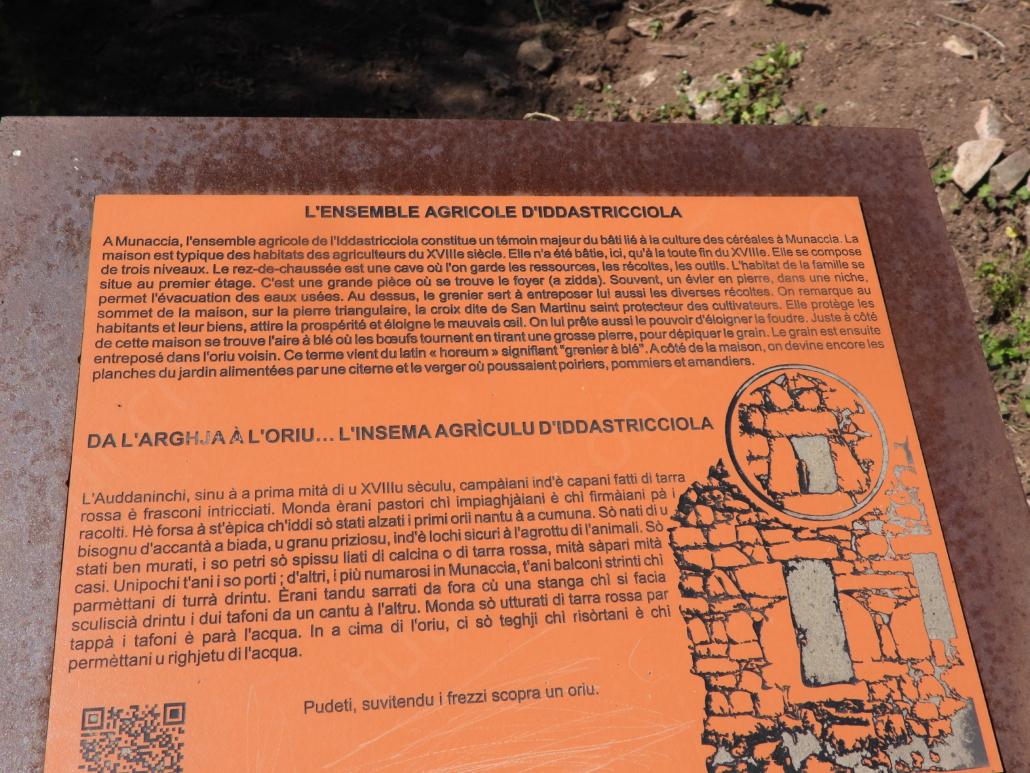 L'ENSEMBLE AGRICOLE D'IDDASTRICCIOLA
A Munaccia, l'ensemble agricole de l'Iddastricciola constitue un témoin majeur du bâti lié à la culture des céréales à Munaccia. La
maison est typique des habitats des agriculteurs du XVIIIe siècle. Elle n'a été bâtie, ici, qu'à la toute fin du XVIIIe. Elle se compose
de trois niveaux. Le rez-de-chaussée est une cave où l'on garde les ressources, les récoltes, les outils. L'habitat de la famille se
situe au premier étage. C'est une grande pièce où se trouve le foyer (a zidda). Souvent, un évier en pierre, dans une niche,
permet l'évacuation des eaux usées. Au dessus, le grenier sert à entreposer lui aussi les diverses récoltes. On remarque au
sommet de la maison, sur la pierre triangulaire, la croix dite de San Martinu saint protecteur des cultivateurs. Elle protège les
habitants et leur biens, attire la prospérité et éloigne le mauvais œil. On lui prête aussi le pouvoir d'éloigner la foudre. Juste à côté
de cette maison se trouve l'aire à blé où les bœufs tournent en tirant une grosse pierre, pour dépiquer le grain. Le grain est ensuite
entreposé dans l'oriu voisin. Ce terme vient du latin « horeum » signifiant "grenier à blé". A côté de la maison, on devine encore les
planches du jardin alimentées par une citerne et le verger où poussaient poiriers, pommiers et amandiers.
DA L'ARGHJA À L'ORIU... L'INSEMA AGRÌCULU D'IDDASTRICCIOLA
L'Auddaninchi, sinu à a prima mità di u XVIIIu sèculu, campàiani ind'è capani fatti di tarra
rossa è frasconi intricciati. Monda èrani pastori chì impiaghjàiani è chì firmàiani pà i
racolti. Hè forsa à st'èpica ch'iddi sò stati alzati i primi orii nantu à a cumuna. Sò nati di u
bisognu d'accantà a biada, u granu priziosu, ind'è lochi sicuri à l'agrottu di l'animali. Sò
stati ben murati, i so petri sò spissu liati di calcina o di tarra rossa, mità sàpari mità
casi. Unipochi t'ani i so porti ; d'altri, i più numarosi in Munaccia, t'ani balconi strinti chì
parmèttani di turrà drintu. Èrani tandu sarrati da fora cù una stanga chì si facia
sculiscià drintu i dui tafoni da un cantu à l'altru. Monda sò utturati di tarra rossa par
tappà i tafoni è parà l'acqua. In a cima di l'oriu, ci sò teghji chì risòrtani è chì
permèttani u righjetu di l'acqua.
Pudeti, suvitendu i frezzi scopra un oriu.